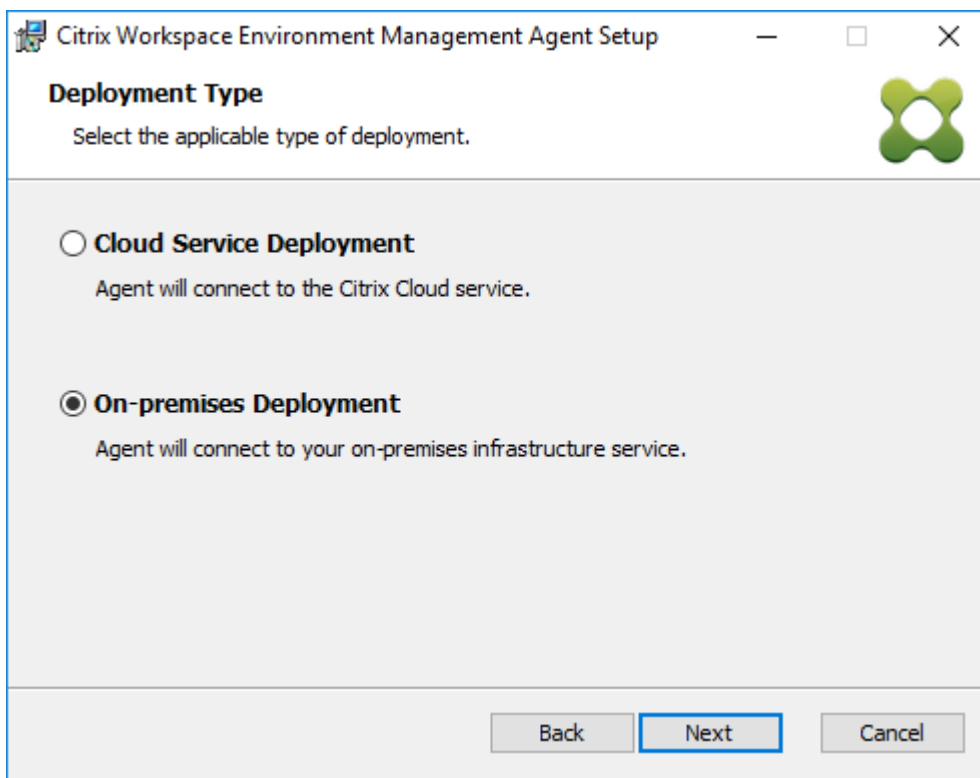 Citrix Workspace Environment Management Agent Setup
Deployment Type
Select the applicable type of deployment.
Cloud Service Deployment
Agent will connect to the Citrix Cloud service.
On-premises Deployment
Agent will connect to your on-premises infrastructure service.
Back Next Cancel